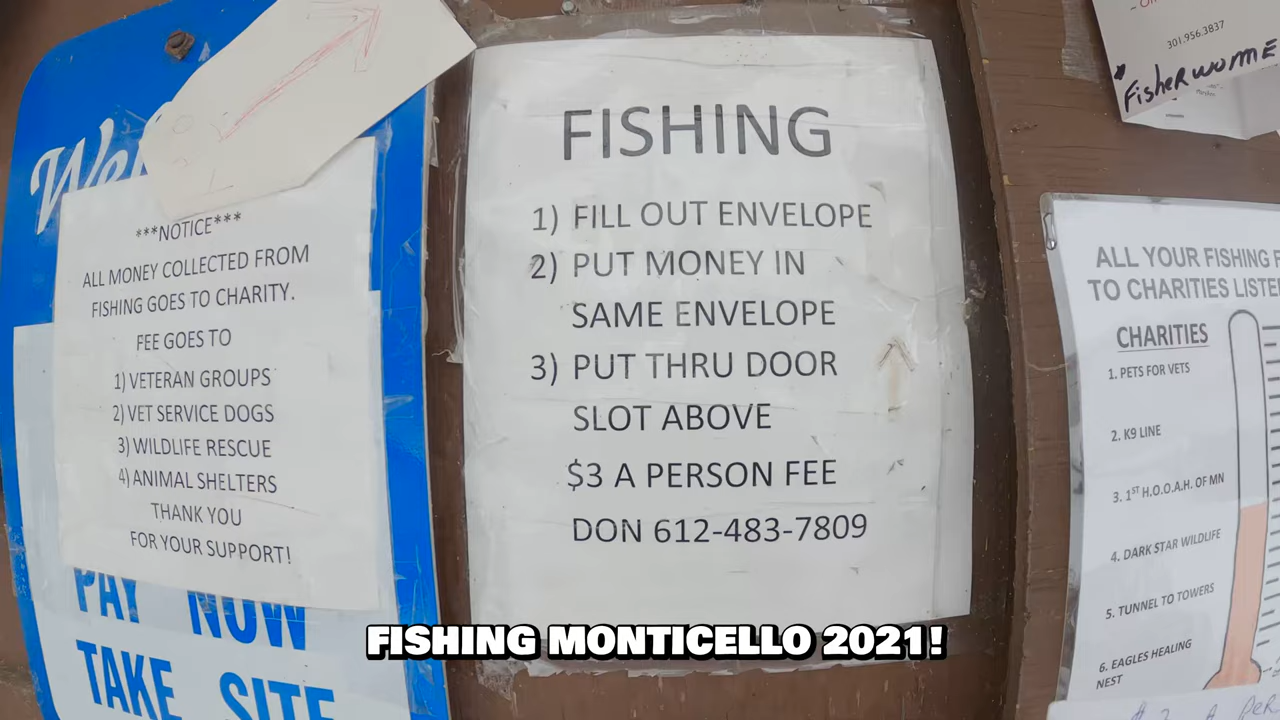 ***NOTICE***
ALL MONEY COLLECTED FROM
FISHING GOES TO CHARITY.
FEE GOES TO
1) VETERAN GROUPS
2) VET SERVICE DOGS
3) WILDLIFE RESCUE
4) ANIMAL SHELTERS
THANK YOU
FOR YOUR SUPPORT!
PAY NOW
TAKE SITE
FISHING
1) FILL OUT ENVELOPE
2) PUT MONEY IN
SAME ENVELOPE
3) PUT THRU DOOR
SLOT ABOVE
$3 A PERSON FEE
DON 612-483-7809
301.956.3837
"FisHeRwomE
ALL YOUR FISHING F
TO CHARITIES LISTE
CHARITIES
1. PETS FOR VETS
2. K9 LINE
3. 1ST H.O.O.A.H. OF MN
4. DARK STAR WILDLIFE
5. TUNNEL TO TOWERS
6. EAGLES HEALING
NEST
FISHING MONTICELLO 2021!